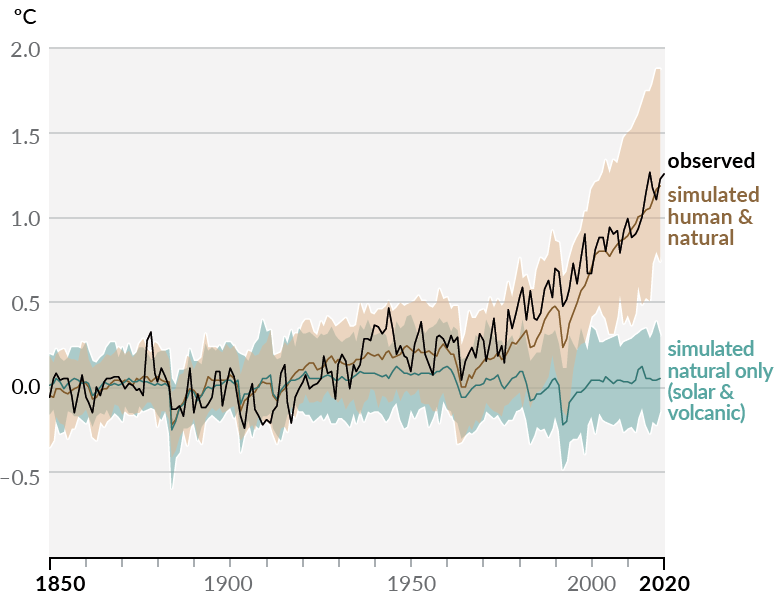 ºC
2.0
1.5
1.0
0.5
0.0
–0.5
observed
simulated
human &
natural
simulated
natural only
(solar &
volcanic)
1850
1900
1950
2000
2020